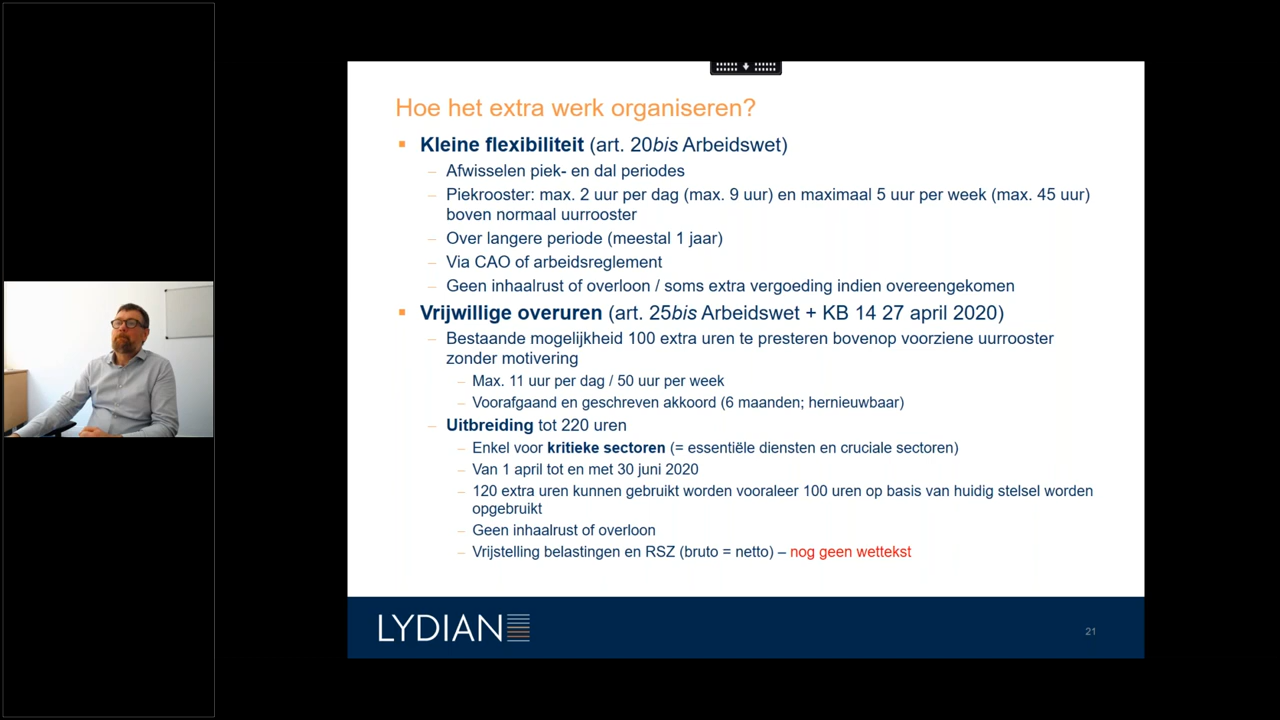 Hoe het extra werk organiseren?
Kleine flexibiliteit (art. 20bis Arbeidswet)
Afwisselen piek- en dal periodes
Piekrooster: max. 2 uur per dag (max. 9 uur) en maximaal 5 uur per week (max. 45 uur)
boven normaal uurrooster
Over langere periode (meestal 1 jaar)
Via CAO of arbeidsreglement
Geen inhaalrust of overloon / soms extra vergoeding indien overeengekomen
Vrijwillige overuren (art. 25bis Arbeidswet + KB 14 27 april 2020)
Bestaande mogelijkheid 100 extra uren te presteren bovenop voorziene uurrooster
zonder motivering
Max. 11 uur per dag / 50 uur per week
Voorafgaand en geschreven akkoord (6 maanden; hernieuwbaar)
Uitbreiding tot 220 uren
Enkel voor kritieke sectoren (= essentiële diensten en cruciale sectoren)
Van 1 april tot en met 30 juni 2020
120 extra uren kunnen gebruikt worden vooraleer 100 uren op basis van huidig stelsel worden
opgebruikt
Geen inhaalrust of overloon
Vrijstelling belastingen en RSZ (bruto = netto) – nog geen wettekst
LYDIAN
21